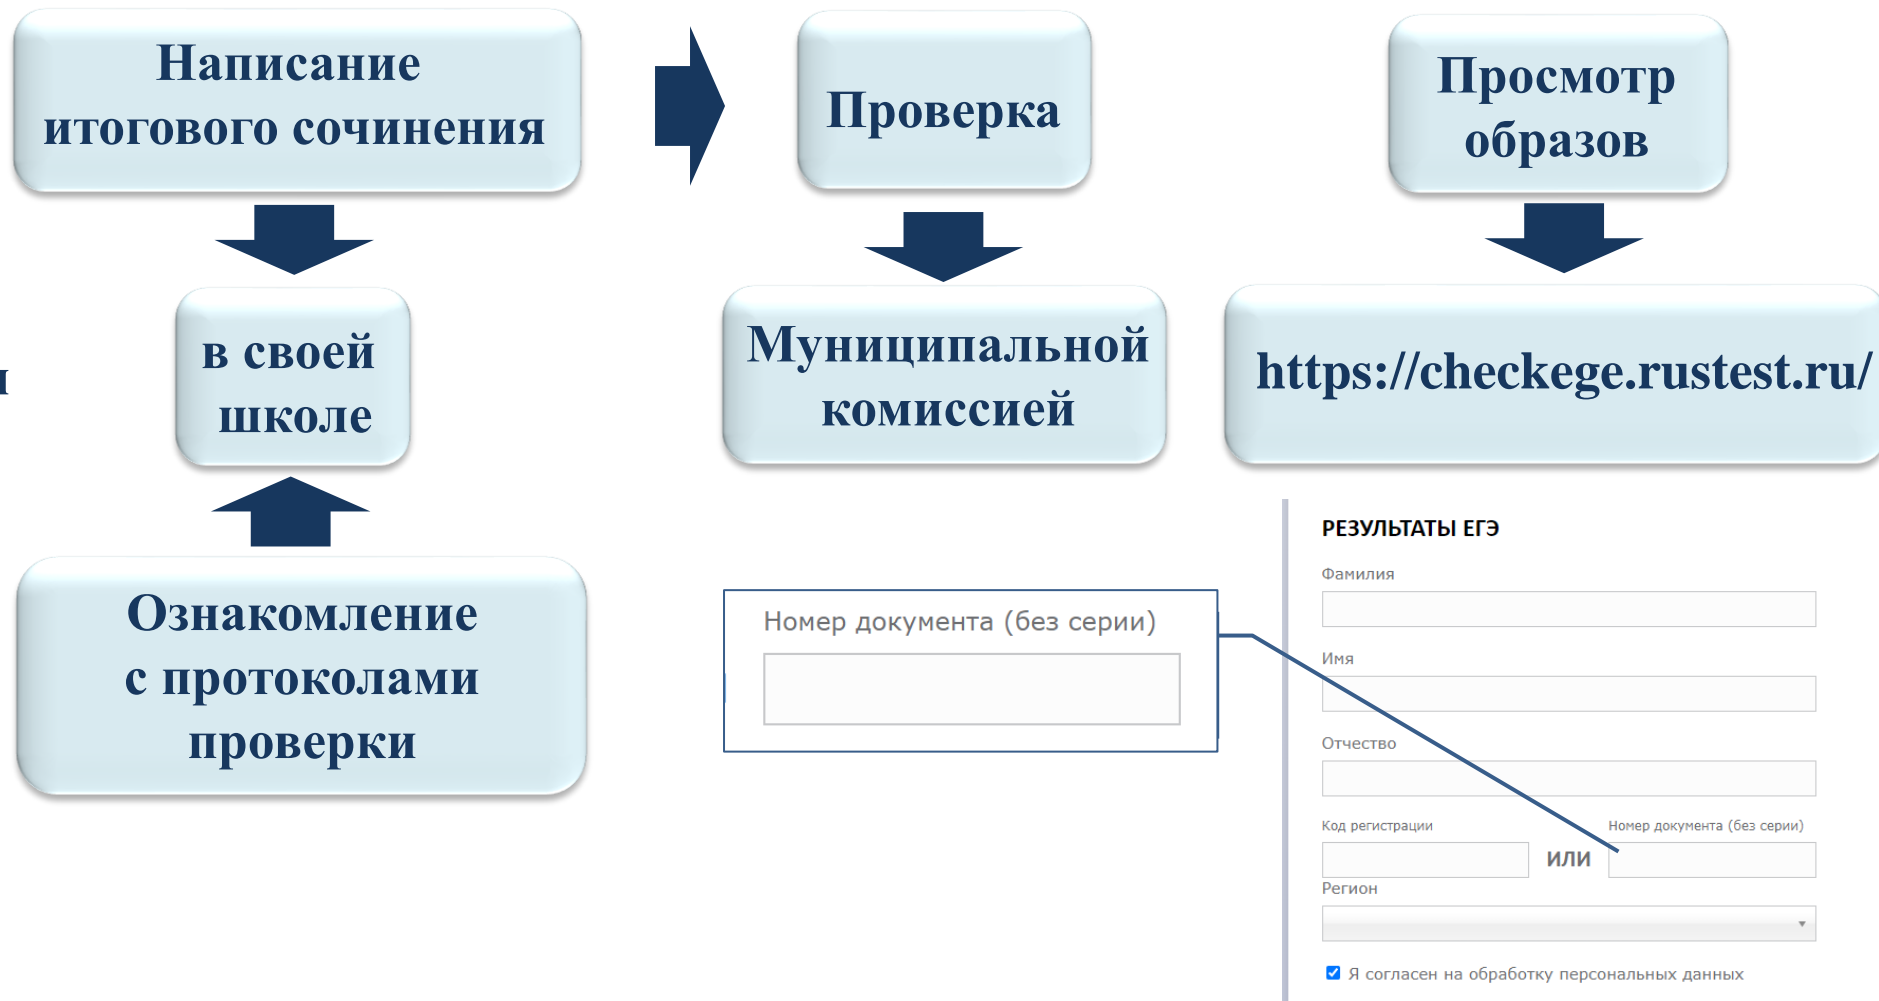 Написание
итогового сочинения
Проверка
Просмотр
образов
в своей
школе
Муниципальной
комиссией
https://checkege.rustest.ru/
Ознакомление
с протоколами
проверки
Номер документа (без серии)
РЕЗУЛЬТАТЫ ЕГЭ
Фамилия
Имя
Отчество
Код регистрации
Номер документа (без серии)
ИЛИ
Регион
Я согласен на обработку персональных данных